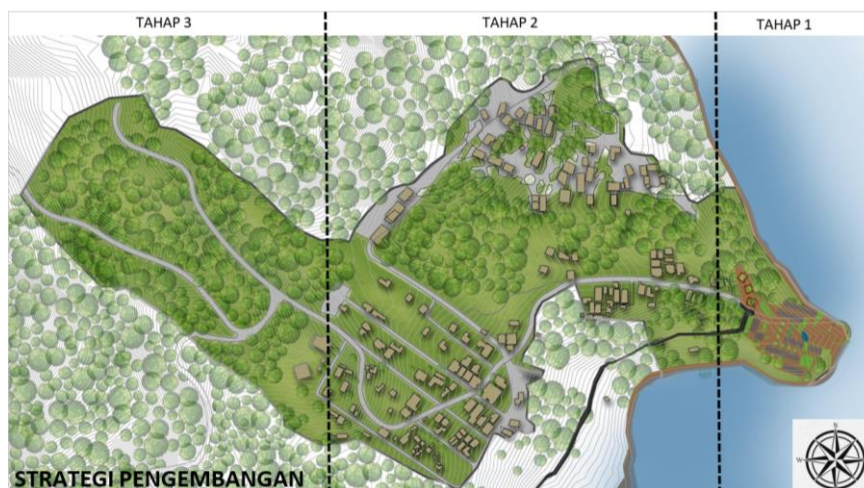 TAHAP 3
TAHAP 2
TAHAP 1
STRATEGI PENGEMBANGAN
N